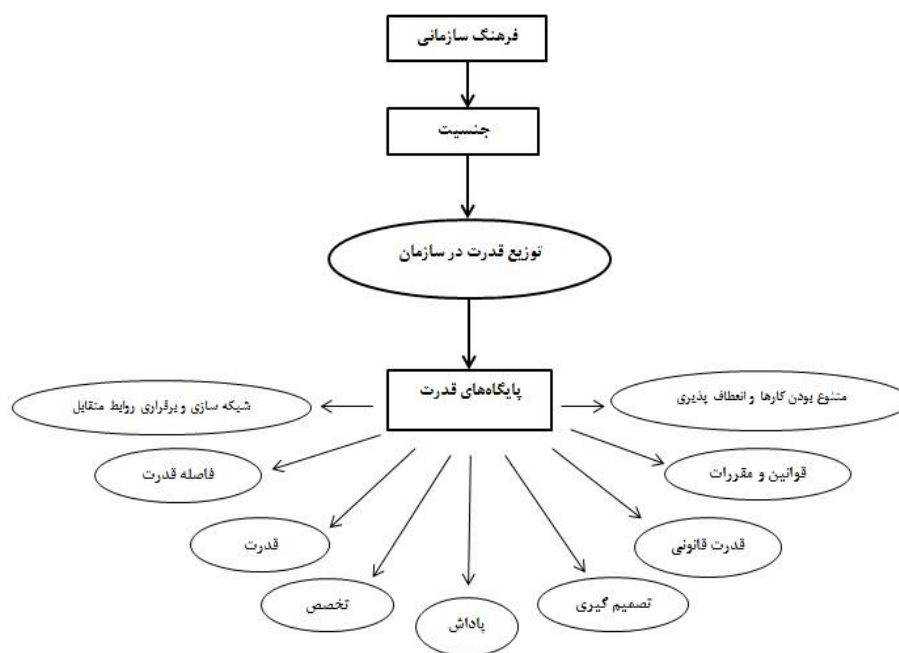 فرهنگ سازمانی
جنسیت
توزیع قدرت در سازمان
پایگاه‌های قدرت
متنوع بودن کارها و انعطاف پذیری
شبکه سازی و برقراری روابط متقابل
قوانین و مقررات
فاصله قدرت
قدرت قانونی
قدرت
تصمیم گیری
تخصص
پاداش